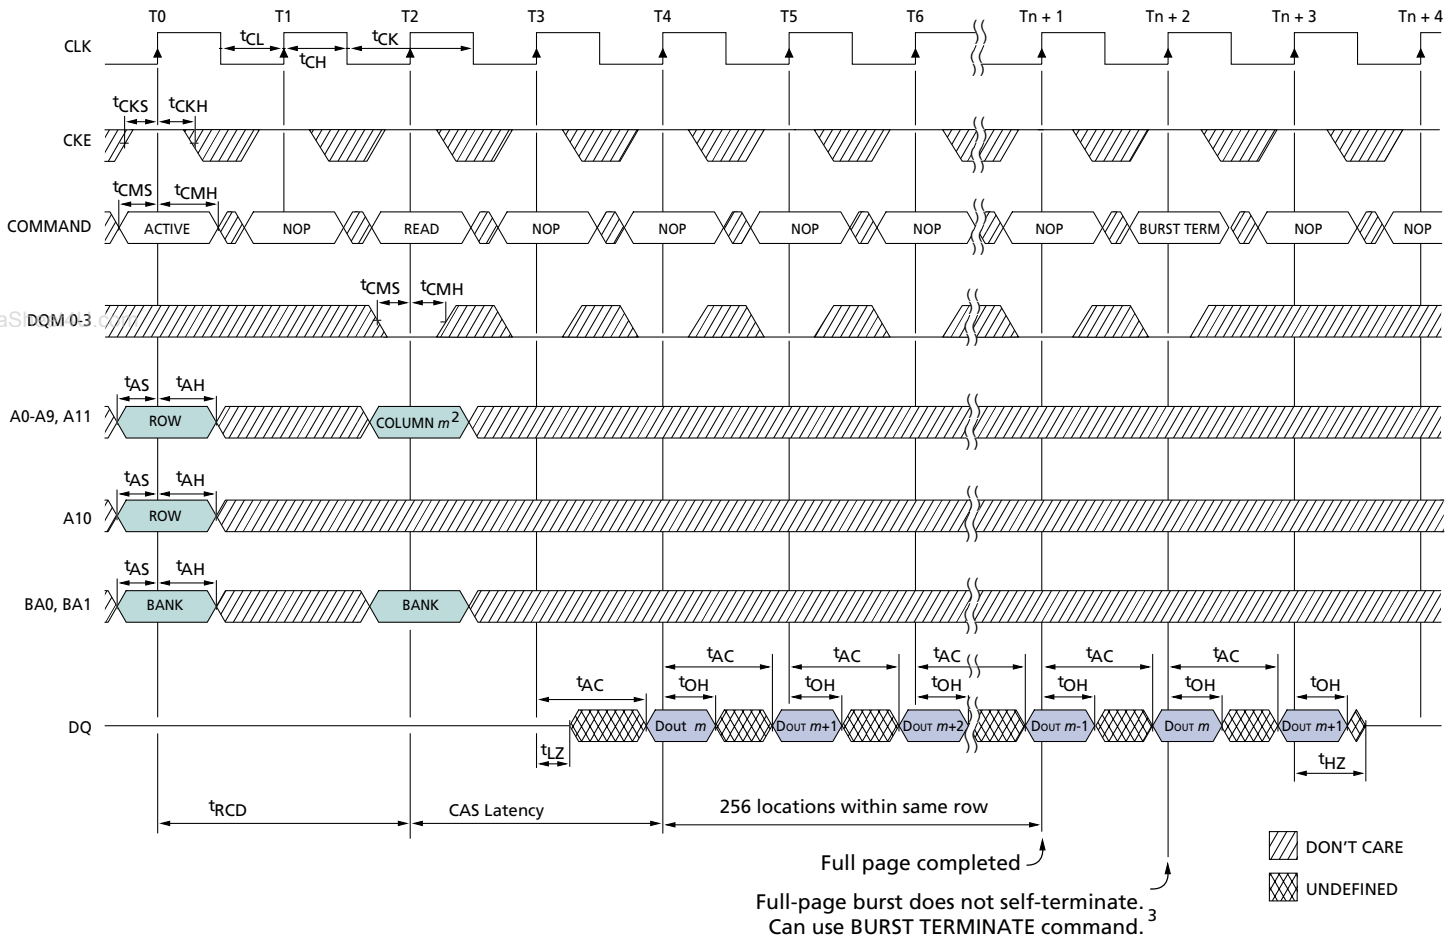 T0 T1 T2 T3 T4 T5 T6 Tn + 1 Tn + 2 Tn + 3 Tn + 4
CLK tCL tCH tCK
tCKS tCKH
CKE
tCMS tCMH
COMMAND ACTIVE NOP READ NOP NOP NOP NOP NOP BURST TERM NOP NOP
tCMS tCMH
DQM 0-3
tAS tAH
A0-A9, A11 ROW COLUMN m2
tAS tAH
A10 ROW
tAS tAH
BA0, BA1 BANK BANK
tAC tAC tAC tAC tAC tAC
tOH tOH tOH tOH tOH tOH
DQ Dout m DOUT m+1 DOUT m+2 DOUT m-1 DOUT m DOUT m+1
tLZ tHZ
tRCD CAS Latency 256 locations within same row
Full page completed
DON'T CARE
UNDEFINED
Full-page burst does not self-terminate.
Can use BURST TERMINATE command. 3